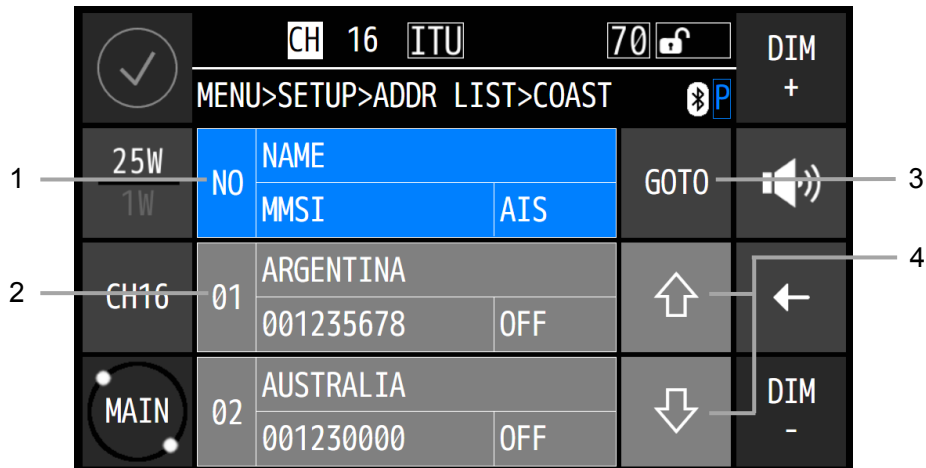 CH 16 ITU 70
DIM
+
MENU>SETUP>ADDR LIST>COAST P
1
25W
1W
NO
NAME
MMSI AIS
GOTO
3
2
CH16
01
ARGENTINA
001235678 OFF
4
MAIN
02
AUSTRALIA
001230000 OFF
DIM
-